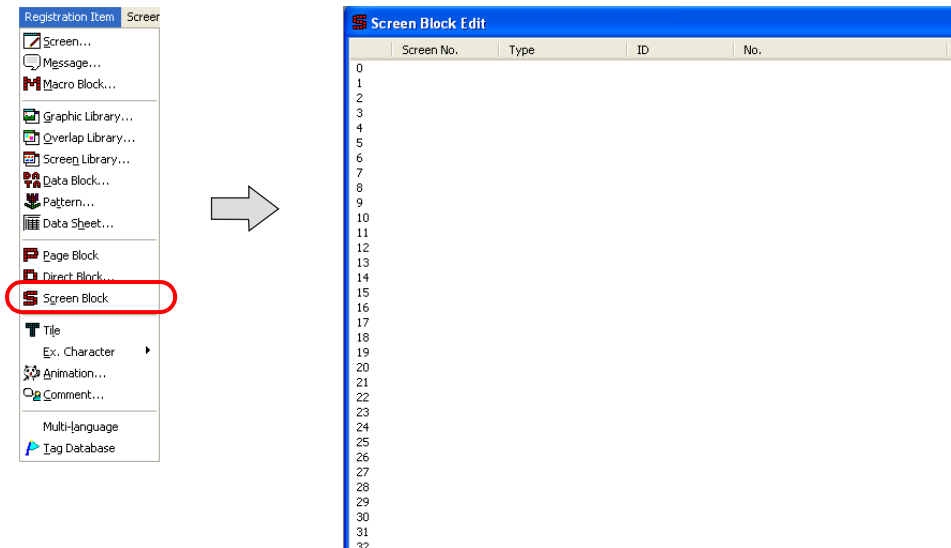 Registration Item Screen
Screen...
Message...
Macro Block...
Graphic Library...
Overlap Library...
Screen Library...
Data Block...
Pattern...
Data Sheet...
Page Block
Direct Block...
Screen Block
Tile
Ex. Character
Animation...
Comment...
Multi-language
Tag Database
Screen Block Edit
Screen No. Type ID No.
0
1
2
3
4
5
6
7
8
9
10
11
12
13
14
15
16
17
18
19
20
21
22
23
24
25
26
27
28
29
30
31
32